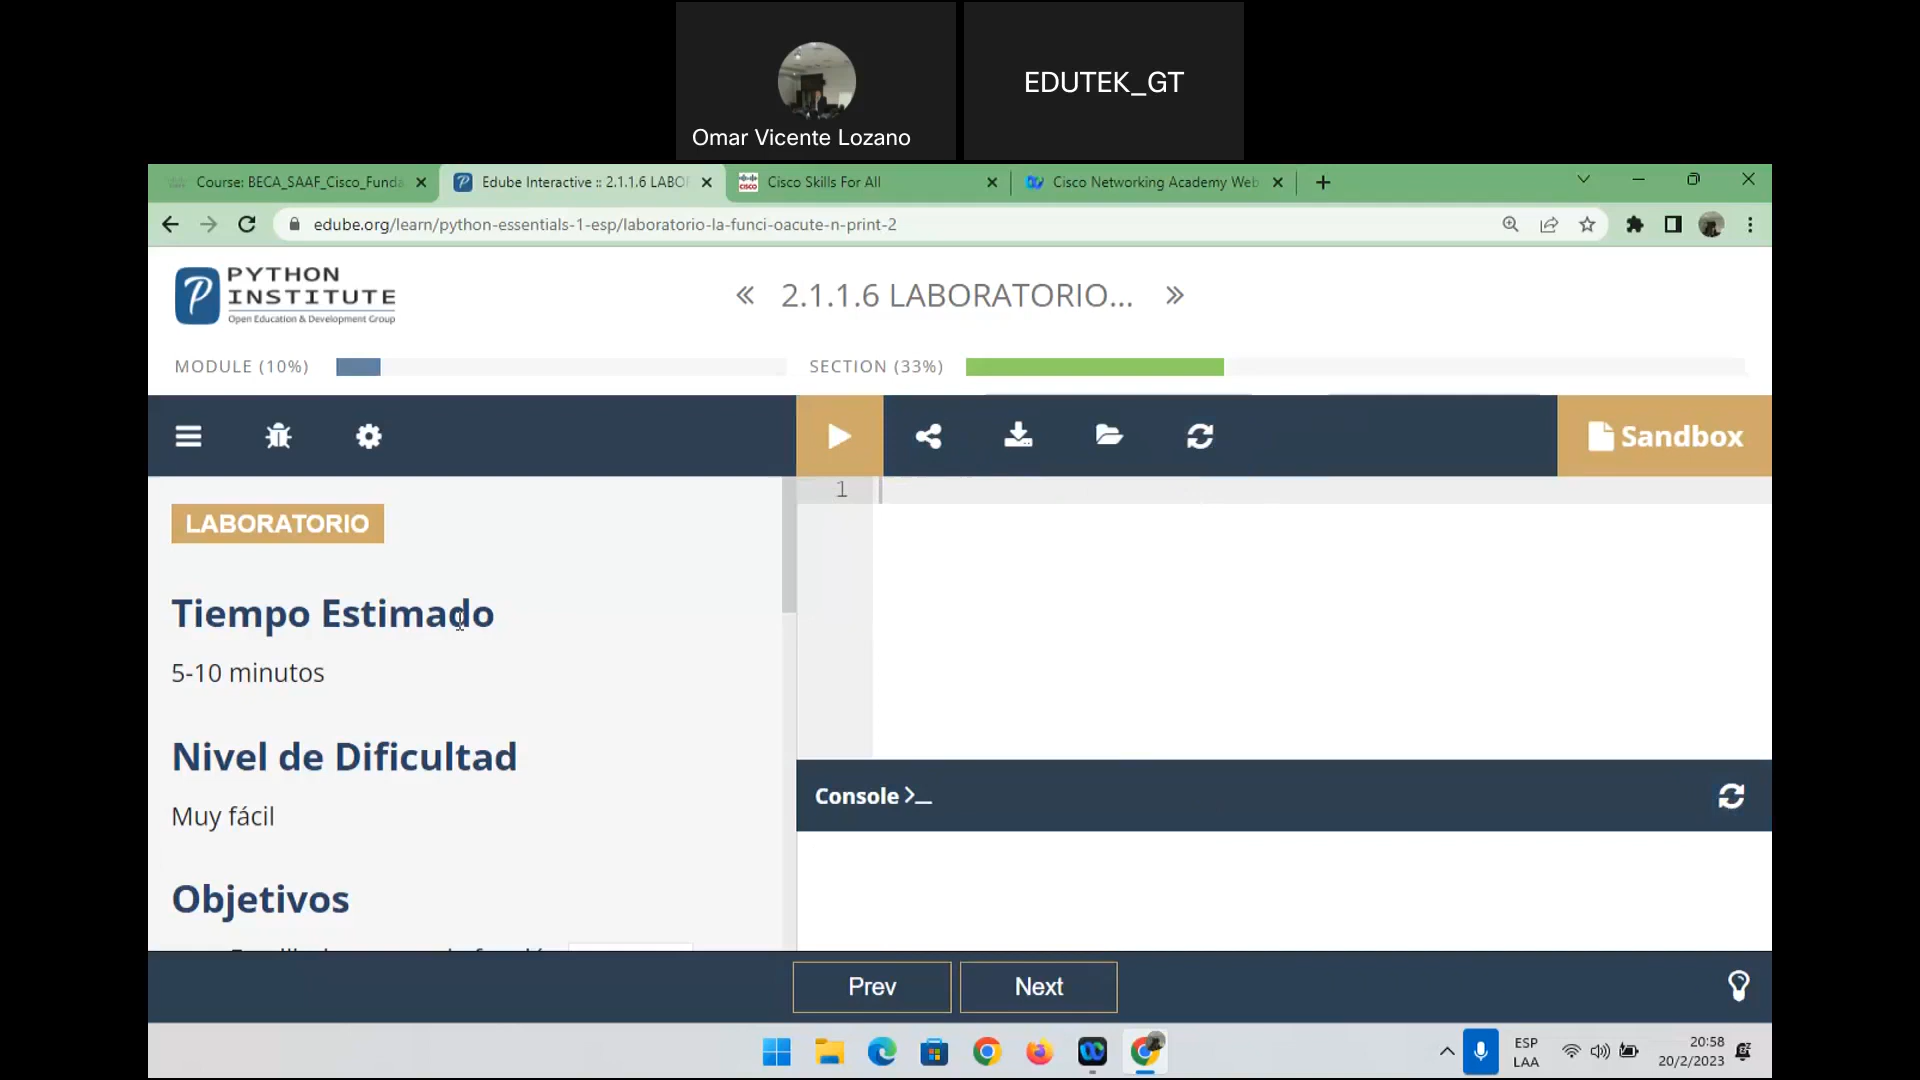 EDUTEK_GT
Omar Vicente Lozano
Course: BECA_SAAF_Cisco_Funda
Edube Interactive :: 2.1.1.6 LABOR
CISCO
Cisco Skills For All
Cisco Networking Academy Web
edube.org/learn/python-essentials-1-esp/laboratorio-la-funci-oacute-n-print-2
PYTHON
INSTITUTE
Open Education & Development Group
2.1.1.6 LABORATORIO...
MODULE (10%)
SECTION (33%)
Sandbox
1
LABORATORIO
Tiempo Estimado
5-10 minutos
Nivel de Dificultad
Muy fácil
Objetivos
Console
Prev
Next
ESP
LAA
20:58
20/2/2023